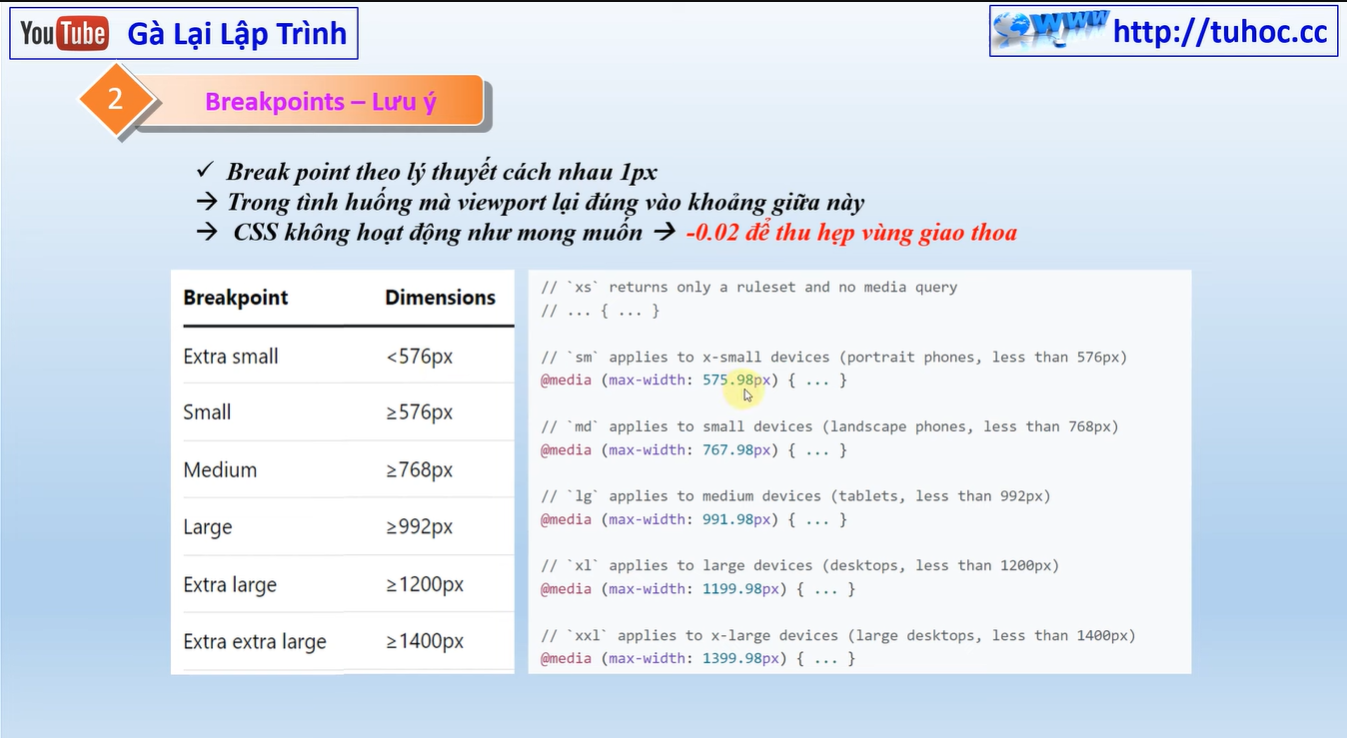 YouTube Gà Lại Lập Trình
WWW http://tuhoc.cc
2 Breakpoints – Lưu ý
✓ Break point theo lý thuyết cách nhau 1px
→ Trong tình huống mà viewport lại đúng vào khoảng giữa này
→ CSS không hoạt động như mong muốn → -0.02 để thu hẹp vùng giao thoa
Breakpoint Dimensions
Extra small <576px
Small ≥576px
Medium ≥768px
Large ≥992px
Extra large ≥1200px
Extra extra large ≥1400px
// `xs` returns only a ruleset and no media query
// ... { ... }
// `sm` applies to x-small devices (portrait phones, less than 576px)
@media (max-width: 575.98px) { ... }
// `md` applies to small devices (landscape phones, less than 768px)
@media (max-width: 767.98px) { ... }
// `lg` applies to medium devices (tablets, less than 992px)
@media (max-width: 991.98px) { ... }
// `xl` applies to large devices (desktops, less than 1200px)
@media (max-width: 1199.98px) { ... }
// `xxl` applies to x-large devices (large desktops, less than 1400px)
@media (max-width: 1399.98px) { ... }